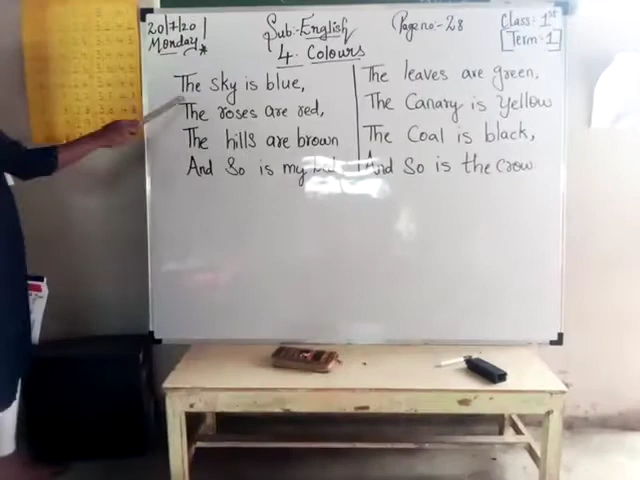 20/7/20
Monday
Sub:- English
Page no:- 28
Class: 1st
Term: 1
4. Colours
The sky is blue,
The roses are red,
The hills are brown
And So is my
The leaves are green,
The Canary is Yellow
The Coal is black,
And So is the crow